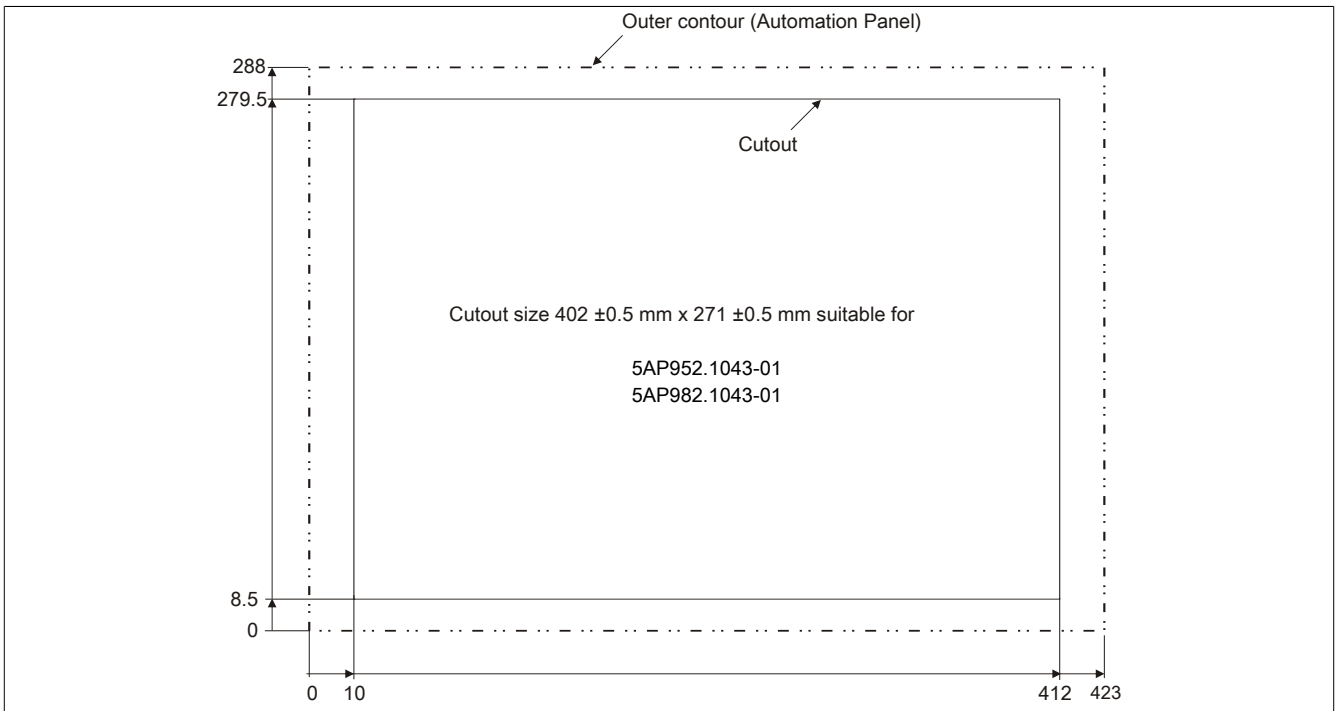 Outer contour (Automation Panel)
288
279.5
Cutout
Cutout size 402 ±0.5 mm x 271 ±0.5 mm suitable for
5AP952.1043-01
5AP982.1043-01
8.5
0
0 10 412 423